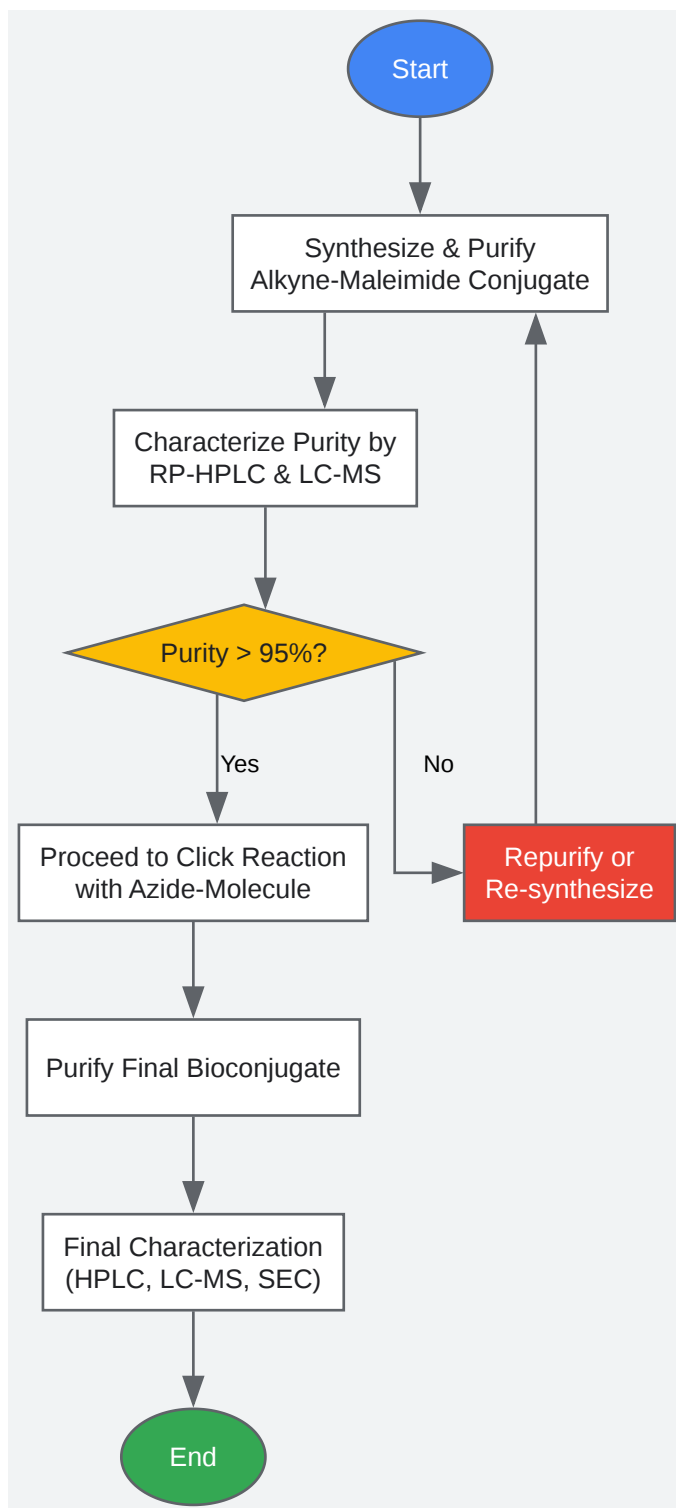 Start
Synthesize & Purify
Alkyne-Maleimide Conjugate
Characterize Purity by
RP-HPLC & LC-MS
Purity > 95%?
Yes
No
Proceed to Click Reaction
with Azide-Molecule
Repurify or
Re-synthesize
Purify Final Bioconjugate
Final Characterization
(HPLC, LC-MS, SEC)
End